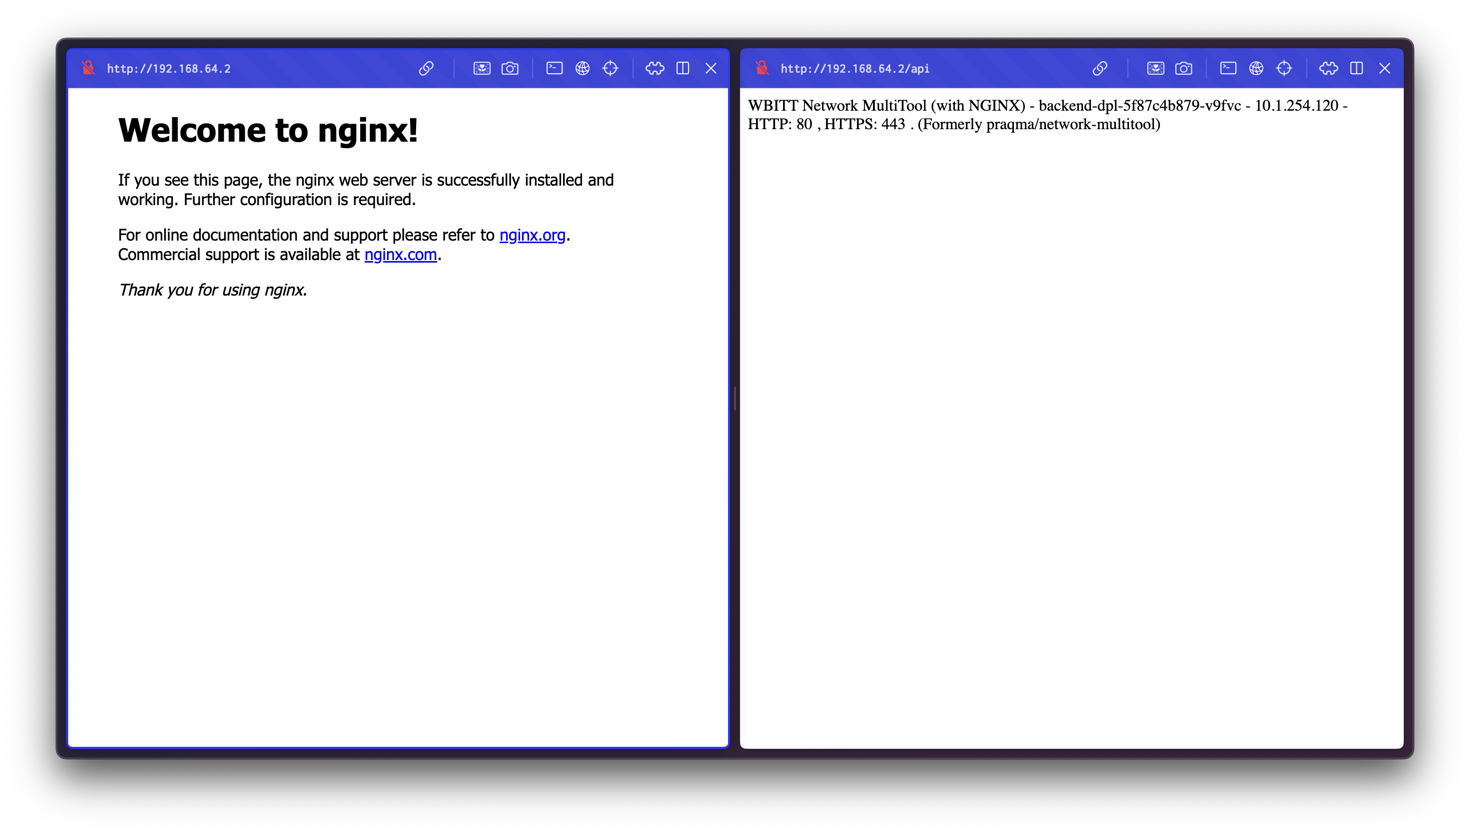 http://192.168.64.2
Welcome to nginx!
If you see this page, the nginx web server is successfully installed and
working. Further configuration is required.
For online documentation and support please refer to nginx.org.
Commercial support is available at nginx.com.
Thank you for using nginx.
http://192.168.64.2/api
WBITT Network MultiTool (with NGINX) - backend-dpl-5f87c4b879-v9fvc - 10.1.254.120 -
HTTP: 80 , HTTPS: 443 . (Formerly praqma/network-multitool)